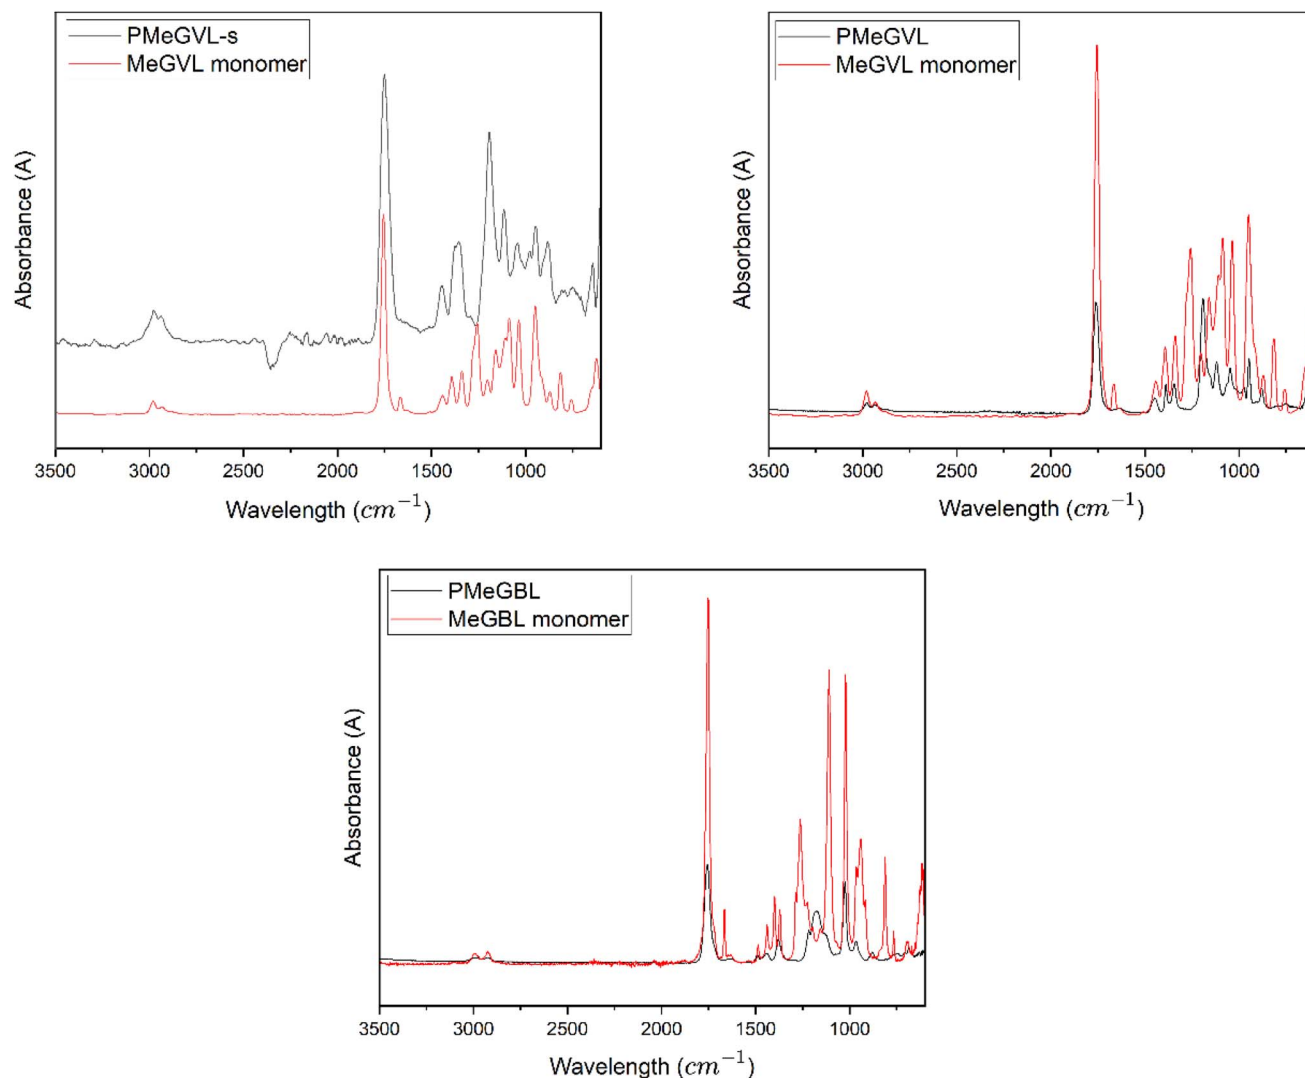 PMeGVL-s
MeGVL monomer
Absorbance (A)
3500 3000 2500 2000 1500 1000
Wavelength (cm⁻¹)
PMeGVL
MeGVL monomer
Absorbance (A)
3500 3000 2500 2000 1500 1000
Wavelength (cm⁻¹)
PMeGBL
MeGBL monomer
Absorbance (A)
3500 3000 2500 2000 1500 1000
Wavelength (cm⁻¹)